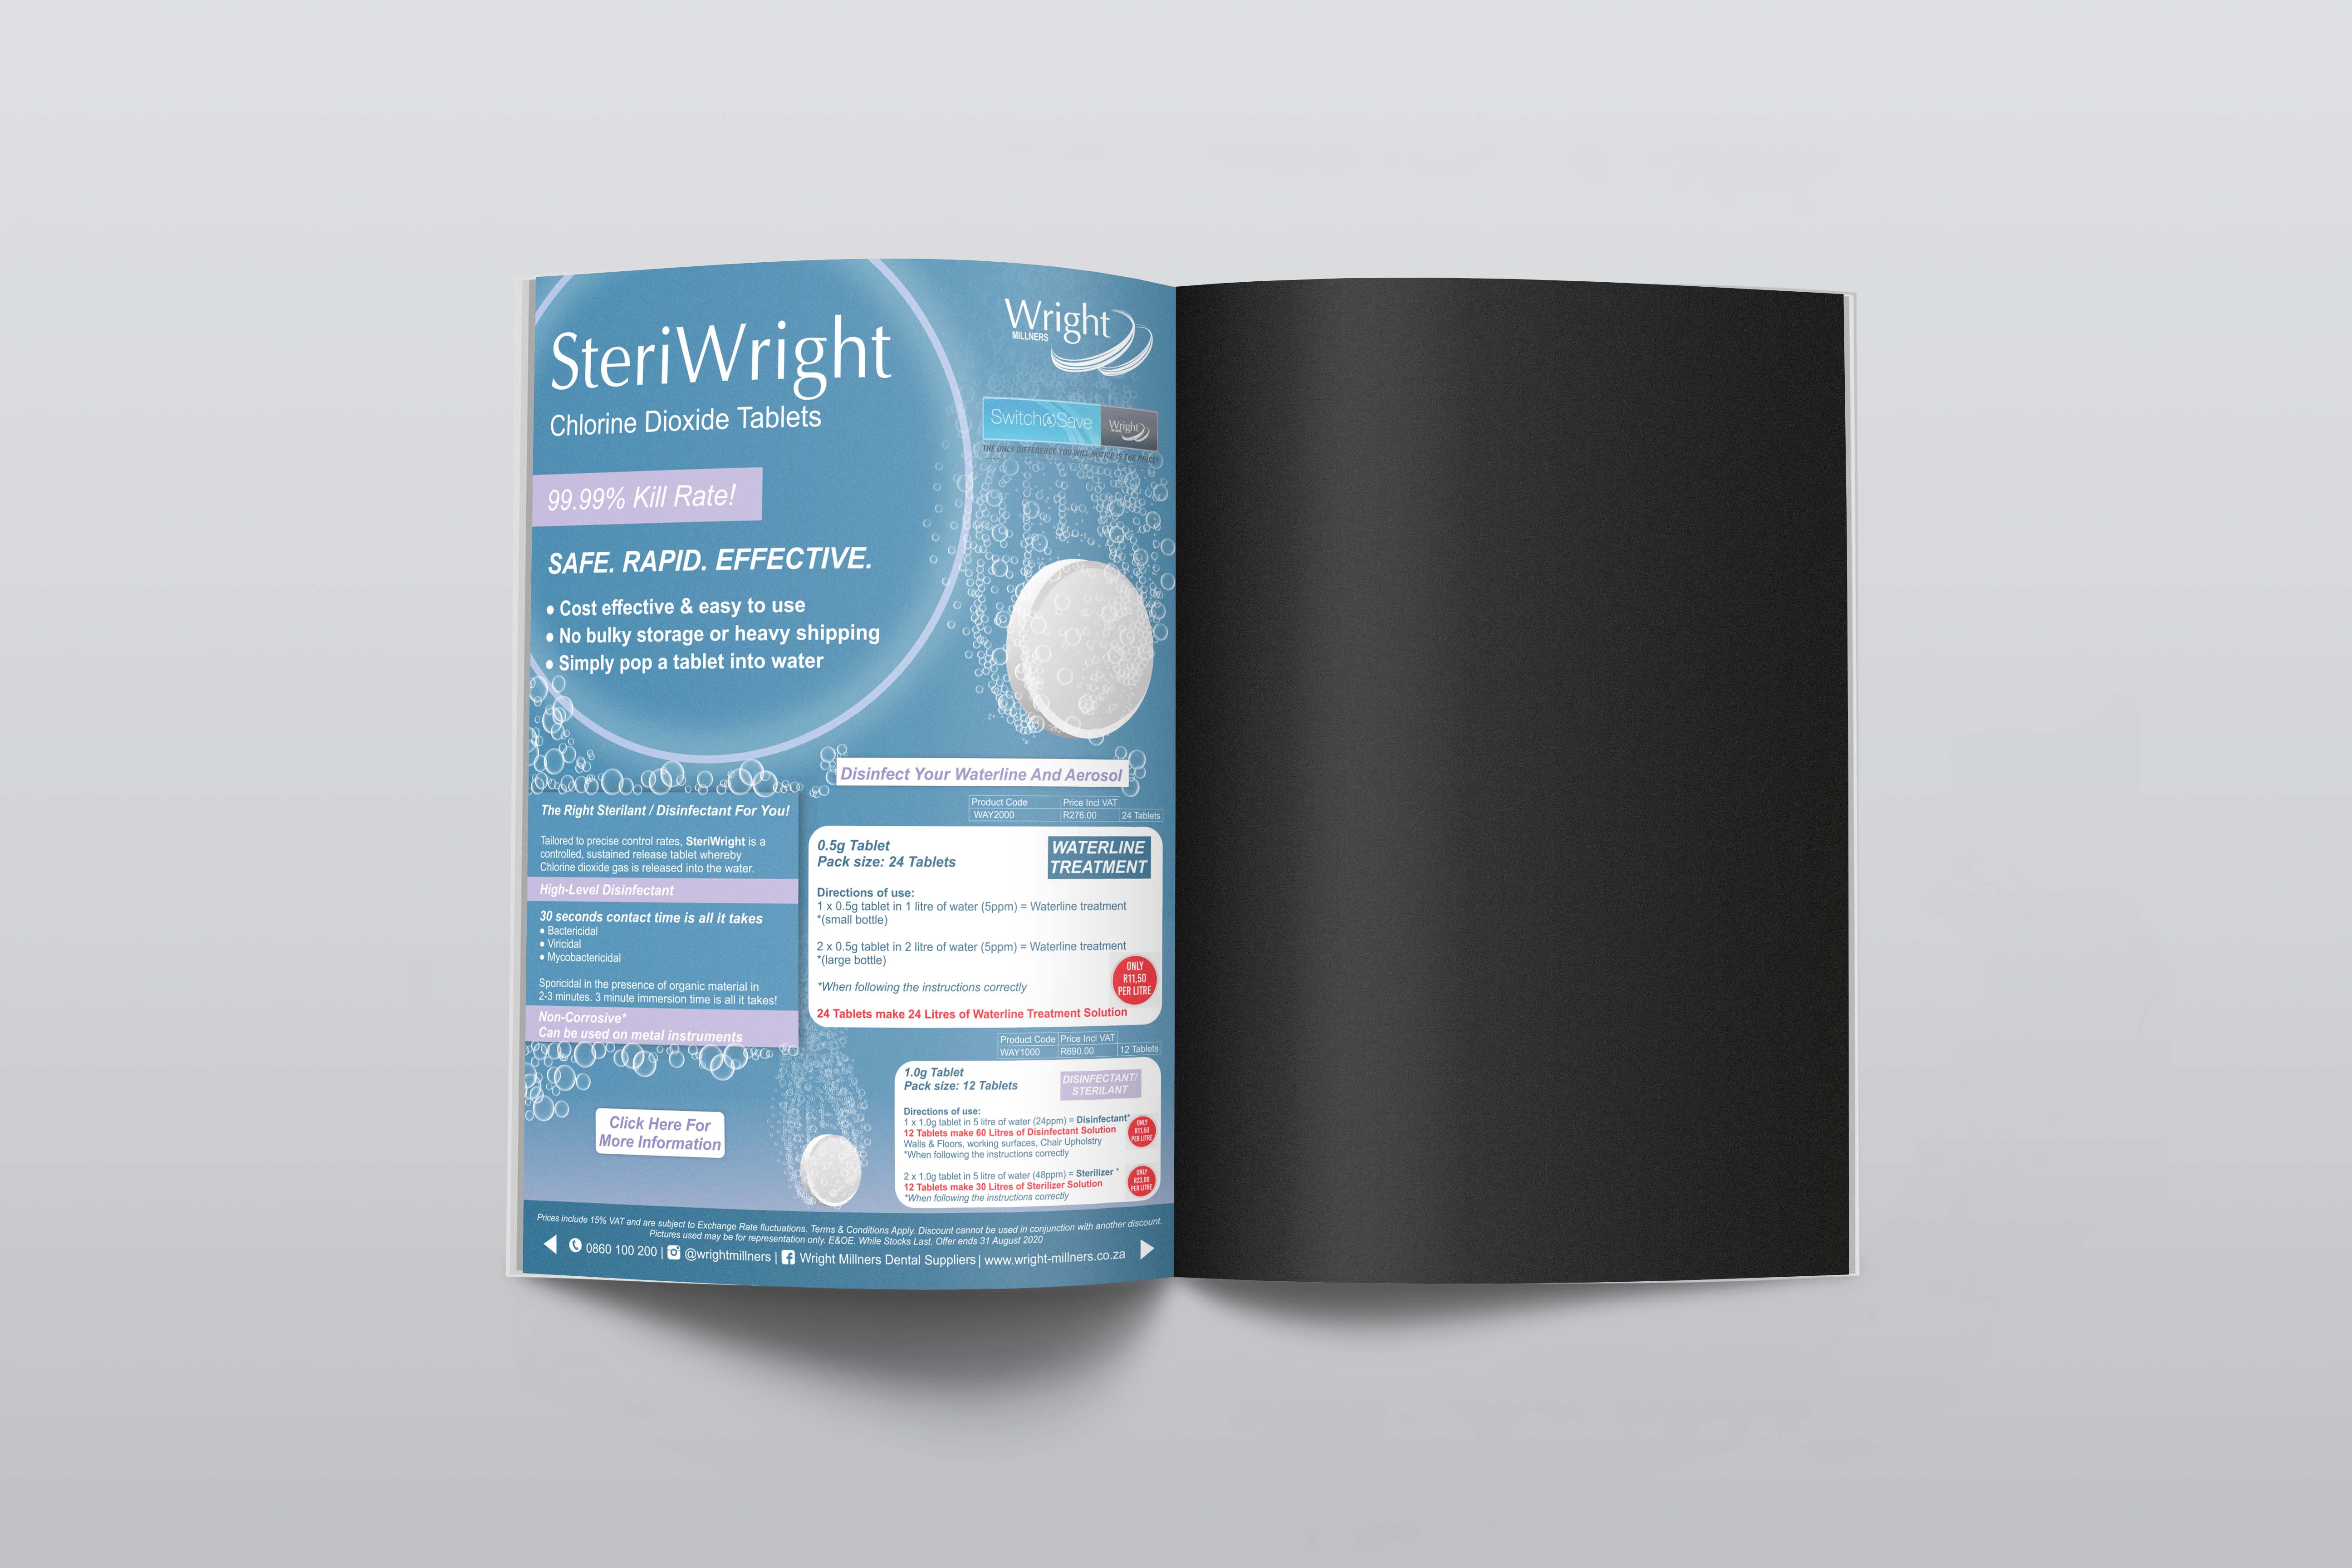 SteriWright
Chlorine Dioxide Tablets
Wright
MILLNERS
Switch&Save
Wright
THE ONLY DIFFERENCE YOU WILL NOTICE IS THE PRICE!
99.99% Kill Rate!
SAFE. RAPID. EFFECTIVE.
• Cost effective & easy to use
• No bulky storage or heavy shipping
• Simply pop a tablet into water
Disinfect Your Waterline And Aerosol
The Right Sterilant / Disinfectant For You!
Tailored to precise control rates, SteriWright is a
controlled, sustained release tablet whereby
Chlorine dioxide gas is released into the water.
High-Level Disinfectant
30 seconds contact time is all it takes
• Bactericidal
• Viricidal
• Mycobactericidal
Sporicidal in the presence of organic material in
2-3 minutes. 3 minute immersion time is all it takes!
Non-Corrosive*
Can be used on metal instruments
Click Here For
More Information
Product Code Price Incl VAT
WAY2000 R276.00 24 Tablets
0.5g Tablet
Pack size: 24 Tablets
WATERLINE
TREATMENT
Directions of use:
1 x 0.5g tablet in 1 litre of water (5ppm) = Waterline treatment
*(small bottle)
2 x 0.5g tablet in 2 litre of water (5ppm) = Waterline treatment
*(large bottle)
*When following the instructions correctly
ONLY
R11,50
PER LITRE
24 Tablets make 24 Litres of Waterline Treatment Solution
Product Code Price Incl VAT
WAY1000 R690.00 12 Tablets
1.0g Tablet
Pack size: 12 Tablets
DISINFECTANT/
STERILANT
Directions of use:
1 x 1.0g tablet in 5 litre of water (24ppm) = Disinfectant*
12 Tablets make 60 Litres of Disinfectant Solution
Walls & Floors, working surfaces, Chair Upholstry
*When following the instructions correctly
ONLY
R11,50
PER LITRE
2 x 1.0g tablet in 5 litre of water (48ppm) = Sterilizer *
12 Tablets make 30 Litres of Sterilizer Solution
*When following the instructions correctly
ONLY
R23,00
PER LITRE
Prices include 15% VAT and are subject to Exchange Rate fluctuations. Terms & Conditions Apply. Discount cannot be used in conjunction with another discount.
Pictures used may be for representation only. E&OE. While Stocks Last. Offer ends 31 August 2020
0860 100 200 | @wrightmillners | Wright Millners Dental Suppliers | www.wright-millners.co.za